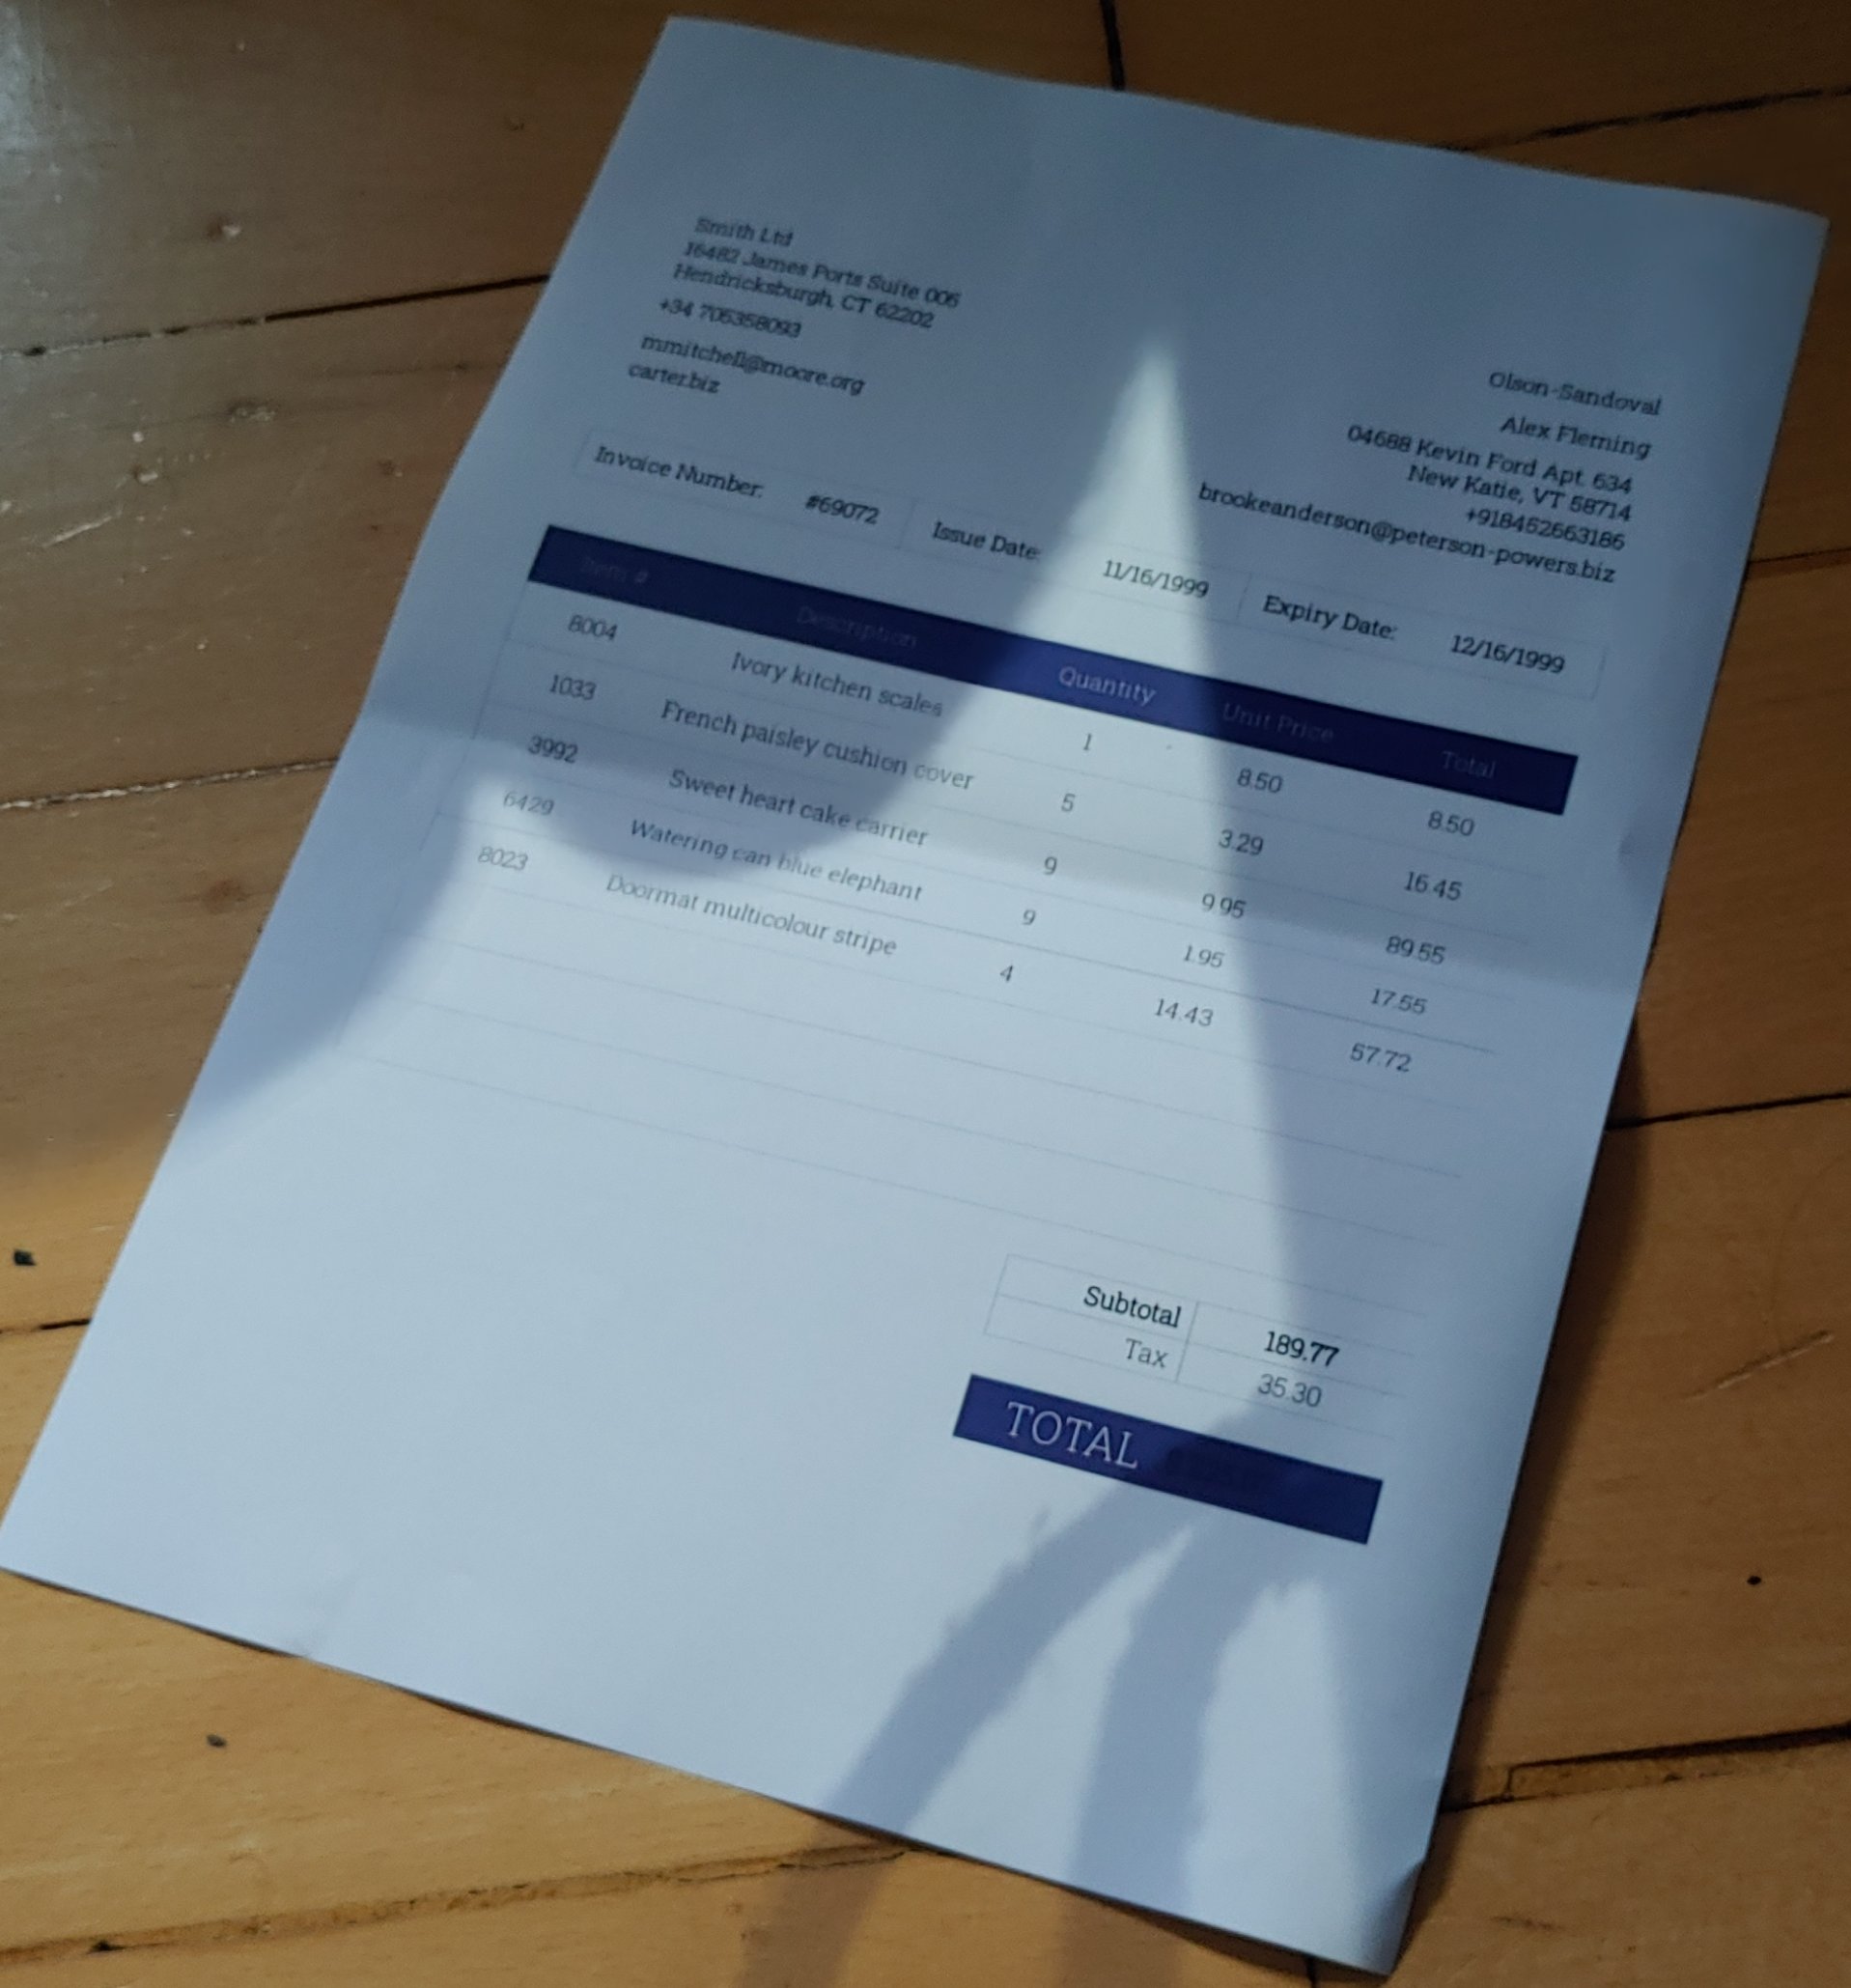 Smith Ltd
16482 James Ports Suite 006
Hendricksburgh, CT 62202
+34 705358093
mmitchell@moore.org
carter.biz
Olson-Sandoval
Alex Fleming
04688 Kevin Ford Apt. 634
New Katie, VT 58714
+918452663186
brookeanderson@peterson-powers.biz
Invoice Number: #69072 Issue Date: 11/16/1999 Expiry Date: 12/16/1999
Item # Description Quantity Unit Price Total
8004 Ivory kitchen scales 1 8.50 8.50
1033 French paisley cushion cover 5 3.29 16.45
3992 Sweet heart cake carrier 9 9.95 89.55
6429 Watering can blue elephant 9 1.95 17.55
8023 Doormat multicolour stripe 4 14.43 57.72
Subtotal 189.77
Tax 35.30
TOTAL